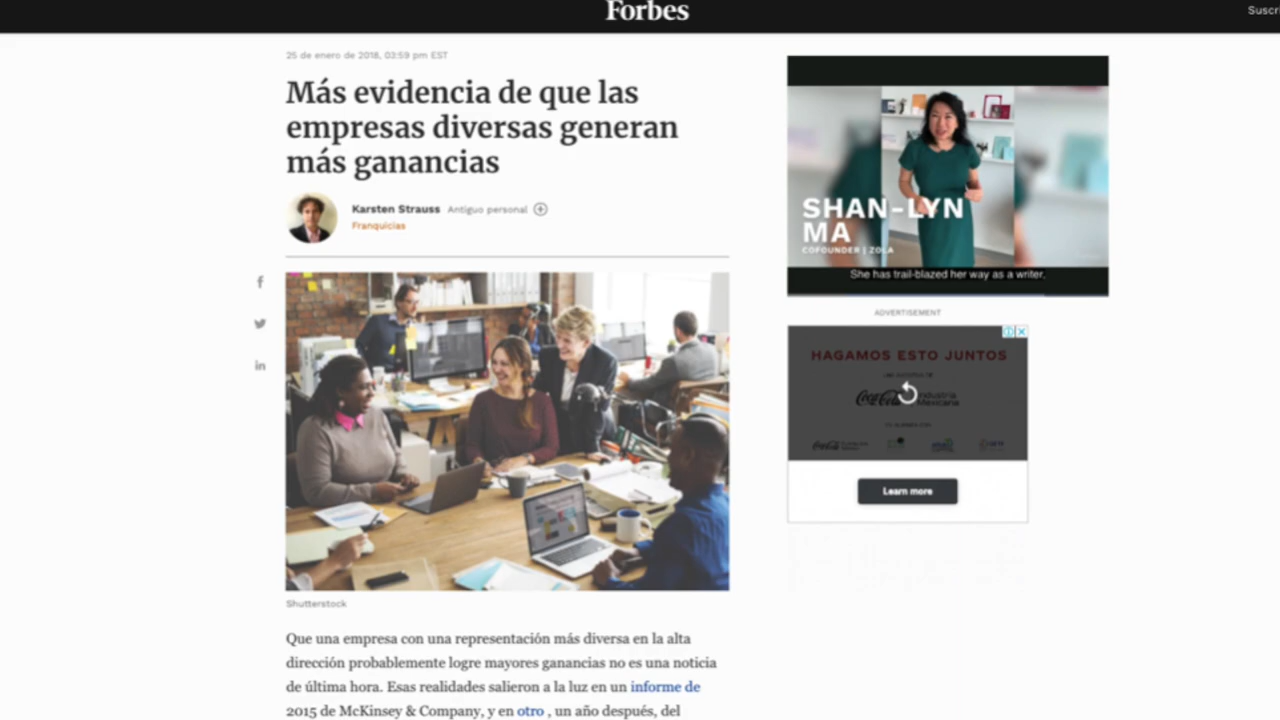 Forbes
Suscri
25 de enero de 2018, 03:59 pm EST
Más evidencia de que las
empresas diversas generan
más ganancias
Karsten Strauss Antiguo personal
Franquicias
Shutterstock
Que una empresa con una representación más diversa en la alta
dirección probablemente logre mayores ganancias no es una noticia
de última hora. Esas realidades salieron a la luz en un informe de
2015 de McKinsey & Company, y en otro , un año después, del
SHAN-LYN
MA
COFOUNDER | ZOLA
She has trail-blazed her way as a writer.
ADVERTISEMENT
HAGAMOS ESTO JUNTOS
Coca-Cola Industria
Mexicana
Learn more